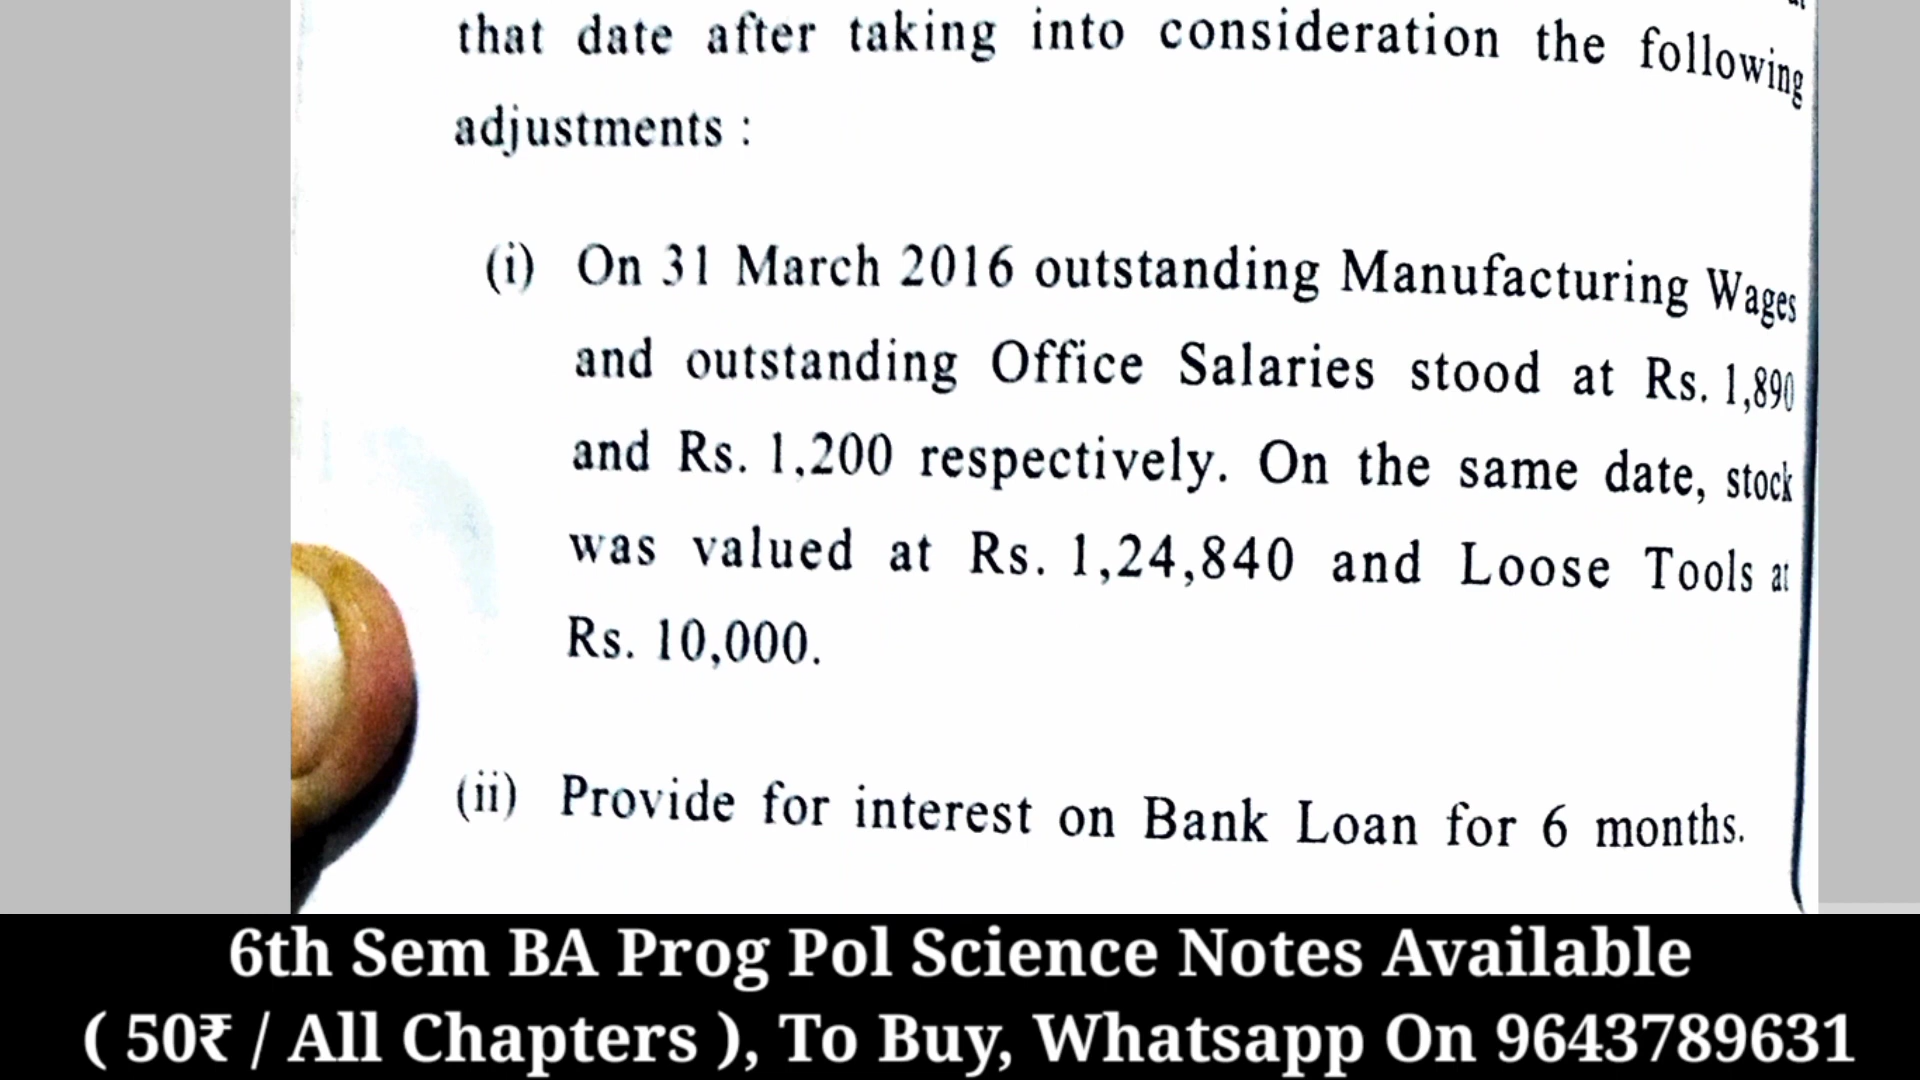 that date after taking into consideration the following
adjustments :
(i) On 31 March 2016 outstanding Manufacturing Wages
and outstanding Office Salaries stood at Rs. 1,890
and Rs. 1,200 respectively. On the same date, stock
was valued at Rs. 1,24,840 and Loose Tools at
Rs. 10,000.
(ii) Provide for interest on Bank Loan for 6 months.
6th Sem BA Prog Pol Science Notes Available
( 50₹ / All Chapters ), To Buy, Whatsapp On 9643789631